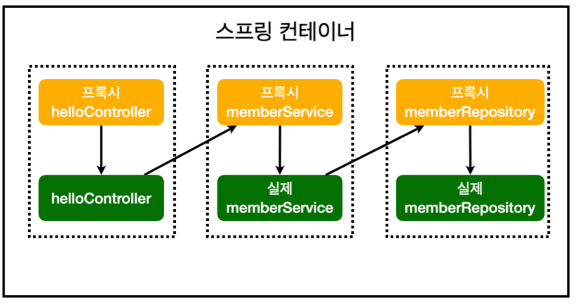 스프링 컨테이너
프록시
helloController
프록시
memberService
프록시
memberRepository
helloController
실제
memberService
실제
memberRepository